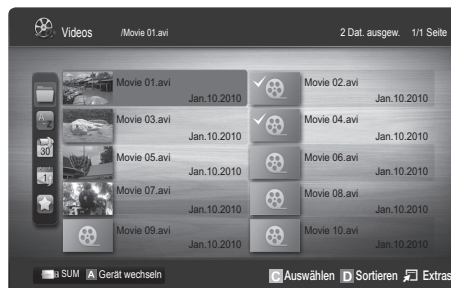 Videos /Movie 01.avi 2 Dat. ausgew. 1/1 Seite
Movie 01.avi Movie 02.avi
Jan.10.2010 Jan.10.2010
Movie 03.avi Movie 04.avi
Jan.10.2010 Jan.10.2010
Movie 05.avi Movie 06.avi
Jan.10.2010 Jan.10.2010
Movie 07.avi Movie 08.avi
Jan.10.2010 Jan.10.2010
Movie 09.avi Movie 10.avi
Jan.10.2010 Jan.10.2010
A Z
30
1
SUM A Gerät wechseln C Auswählen D Sortieren Extras